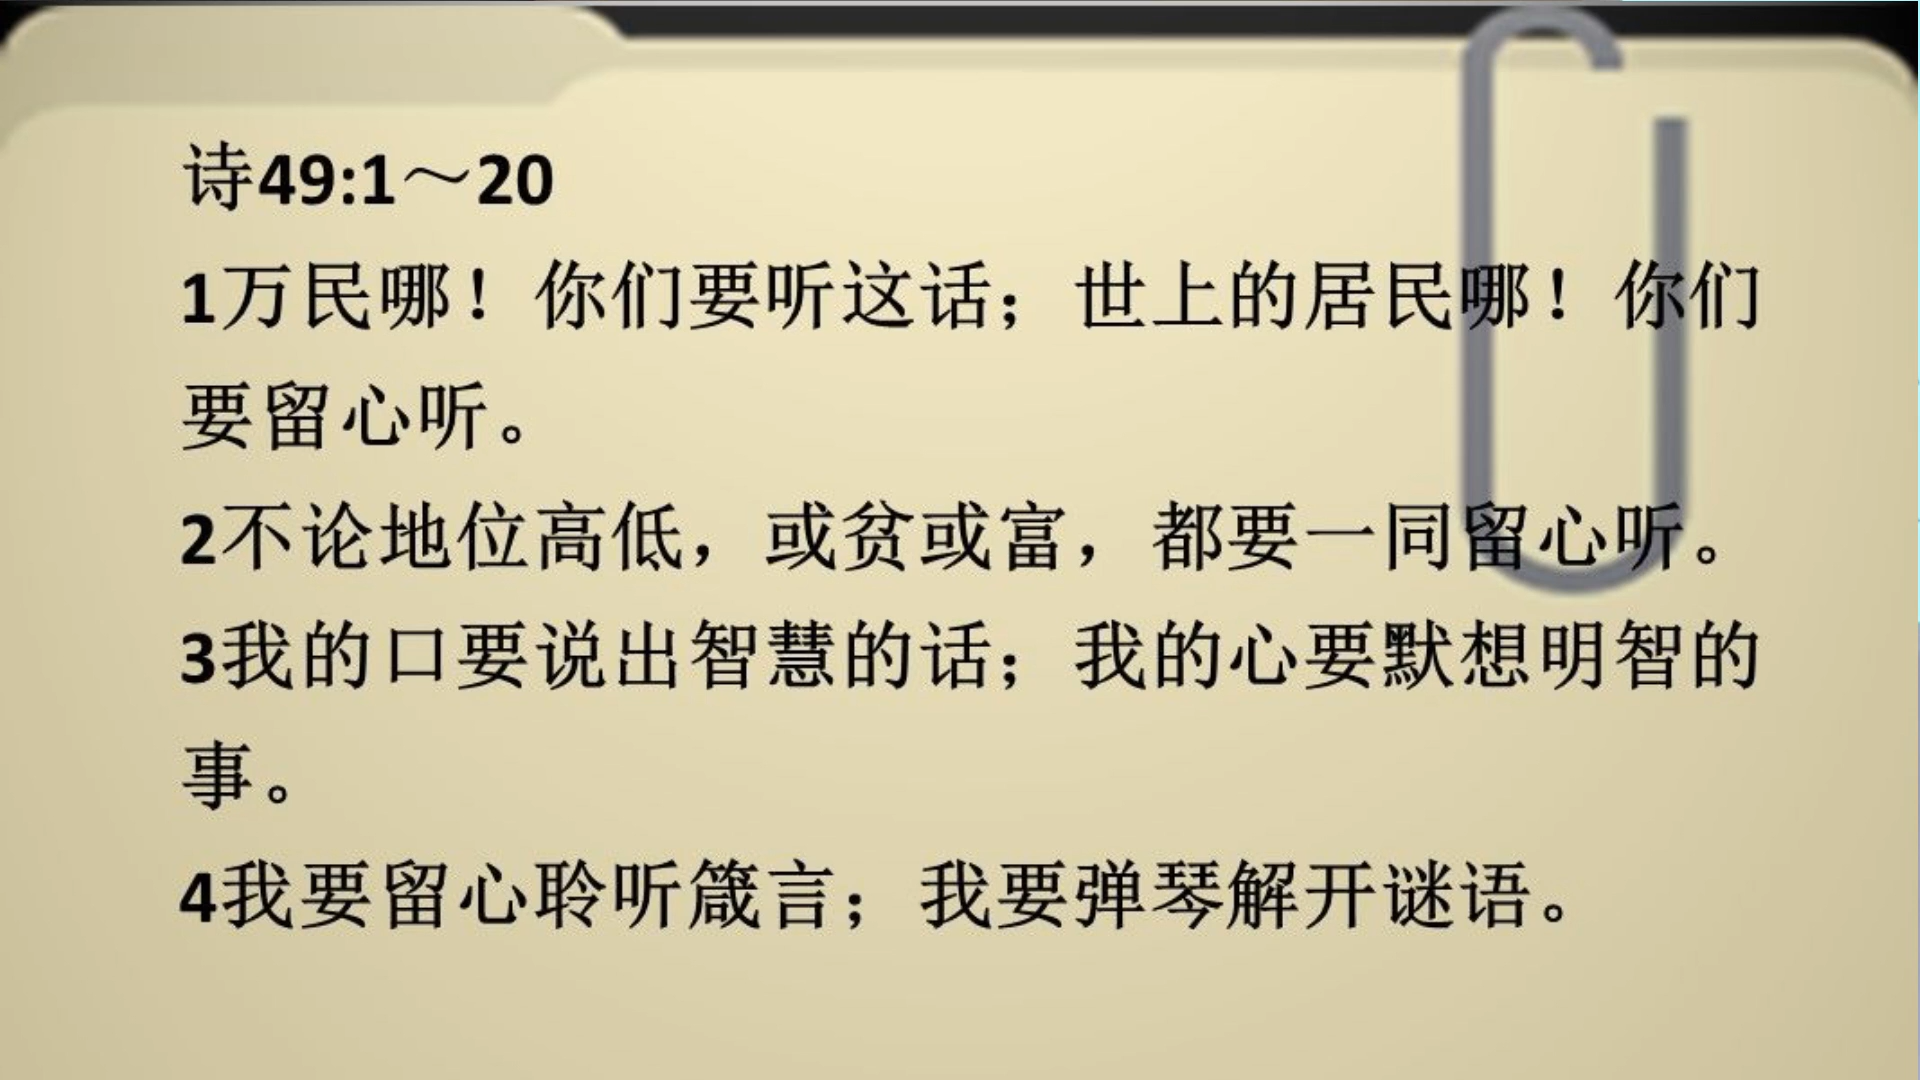 诗49:1～20
1万民哪！你们要听这话；世上的居民哪！你们
要留心听。
2不论地位高低，或贫或富，都要一同留心听。
3我的口要说出智慧的话；我的心要默想明智的
事。
4我要留心聆听箴言；我要弹琴解开谜语。